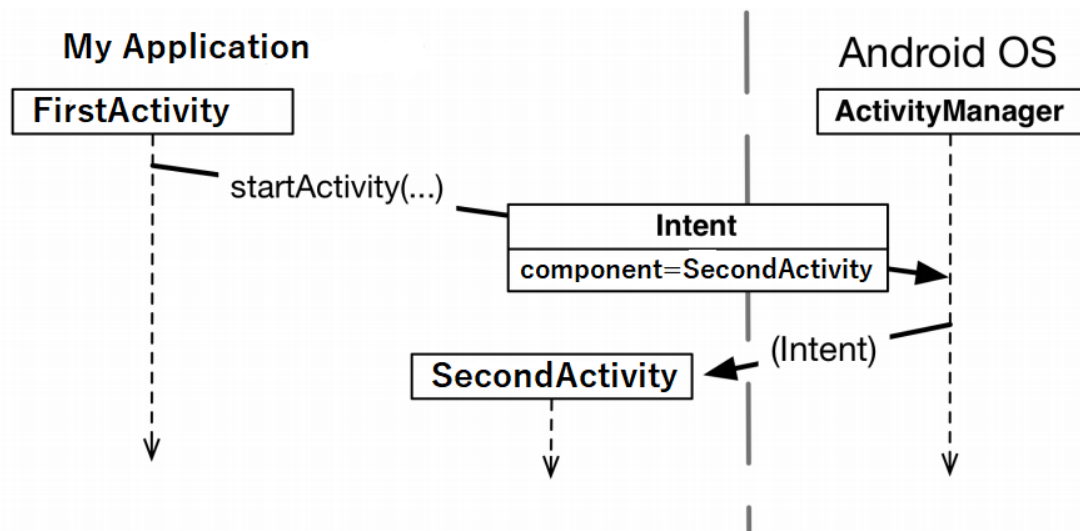 My Application
Android OS
FirstActivity
ActivityManager
startActivity(...)
Intent
component=SecondActivity
(Intent)
SecondActivity